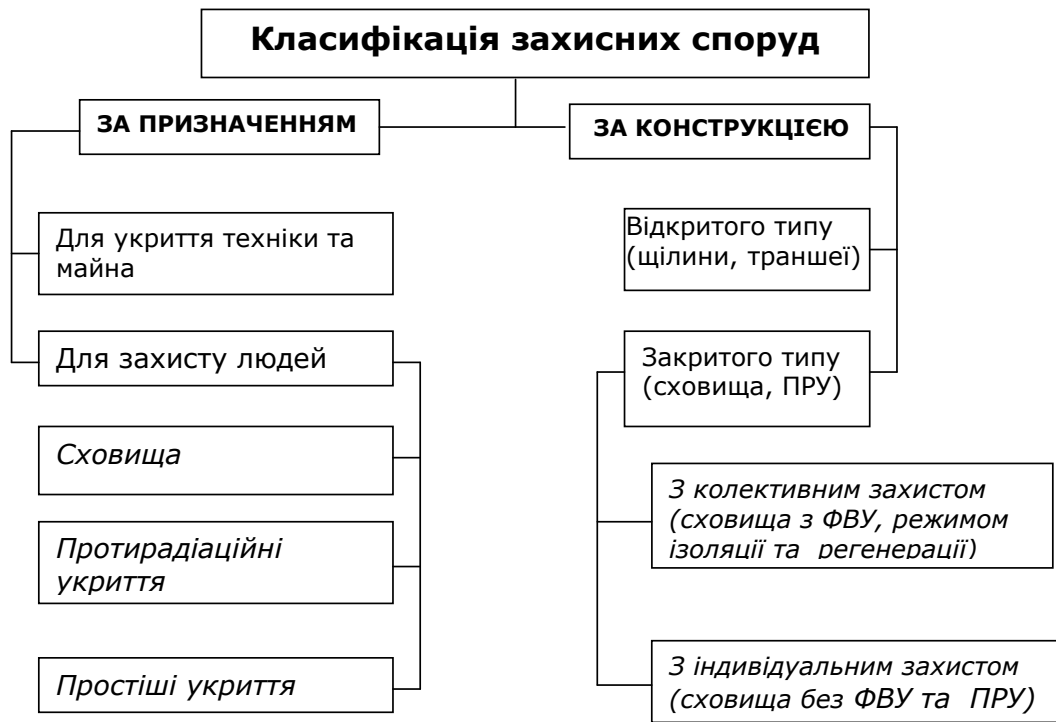 Класифікація захисних споруд
ЗА ПРИЗНАЧЕННЯМ
ЗА КОНСТРУКЦІЄЮ
Для укриття техніки та
майна
Для захисту людей
Сховища
Протирадіаційні
укриття
Простіші укриття
Відкритого типу
(щілини, траншеї)
Закритого типу
(сховища, ПРУ)
З колективним захистом
(сховища з ФВУ, режимом
ізоляції та регенерації)
З індивідуальним захистом
(сховища без ФВУ та ПРУ)